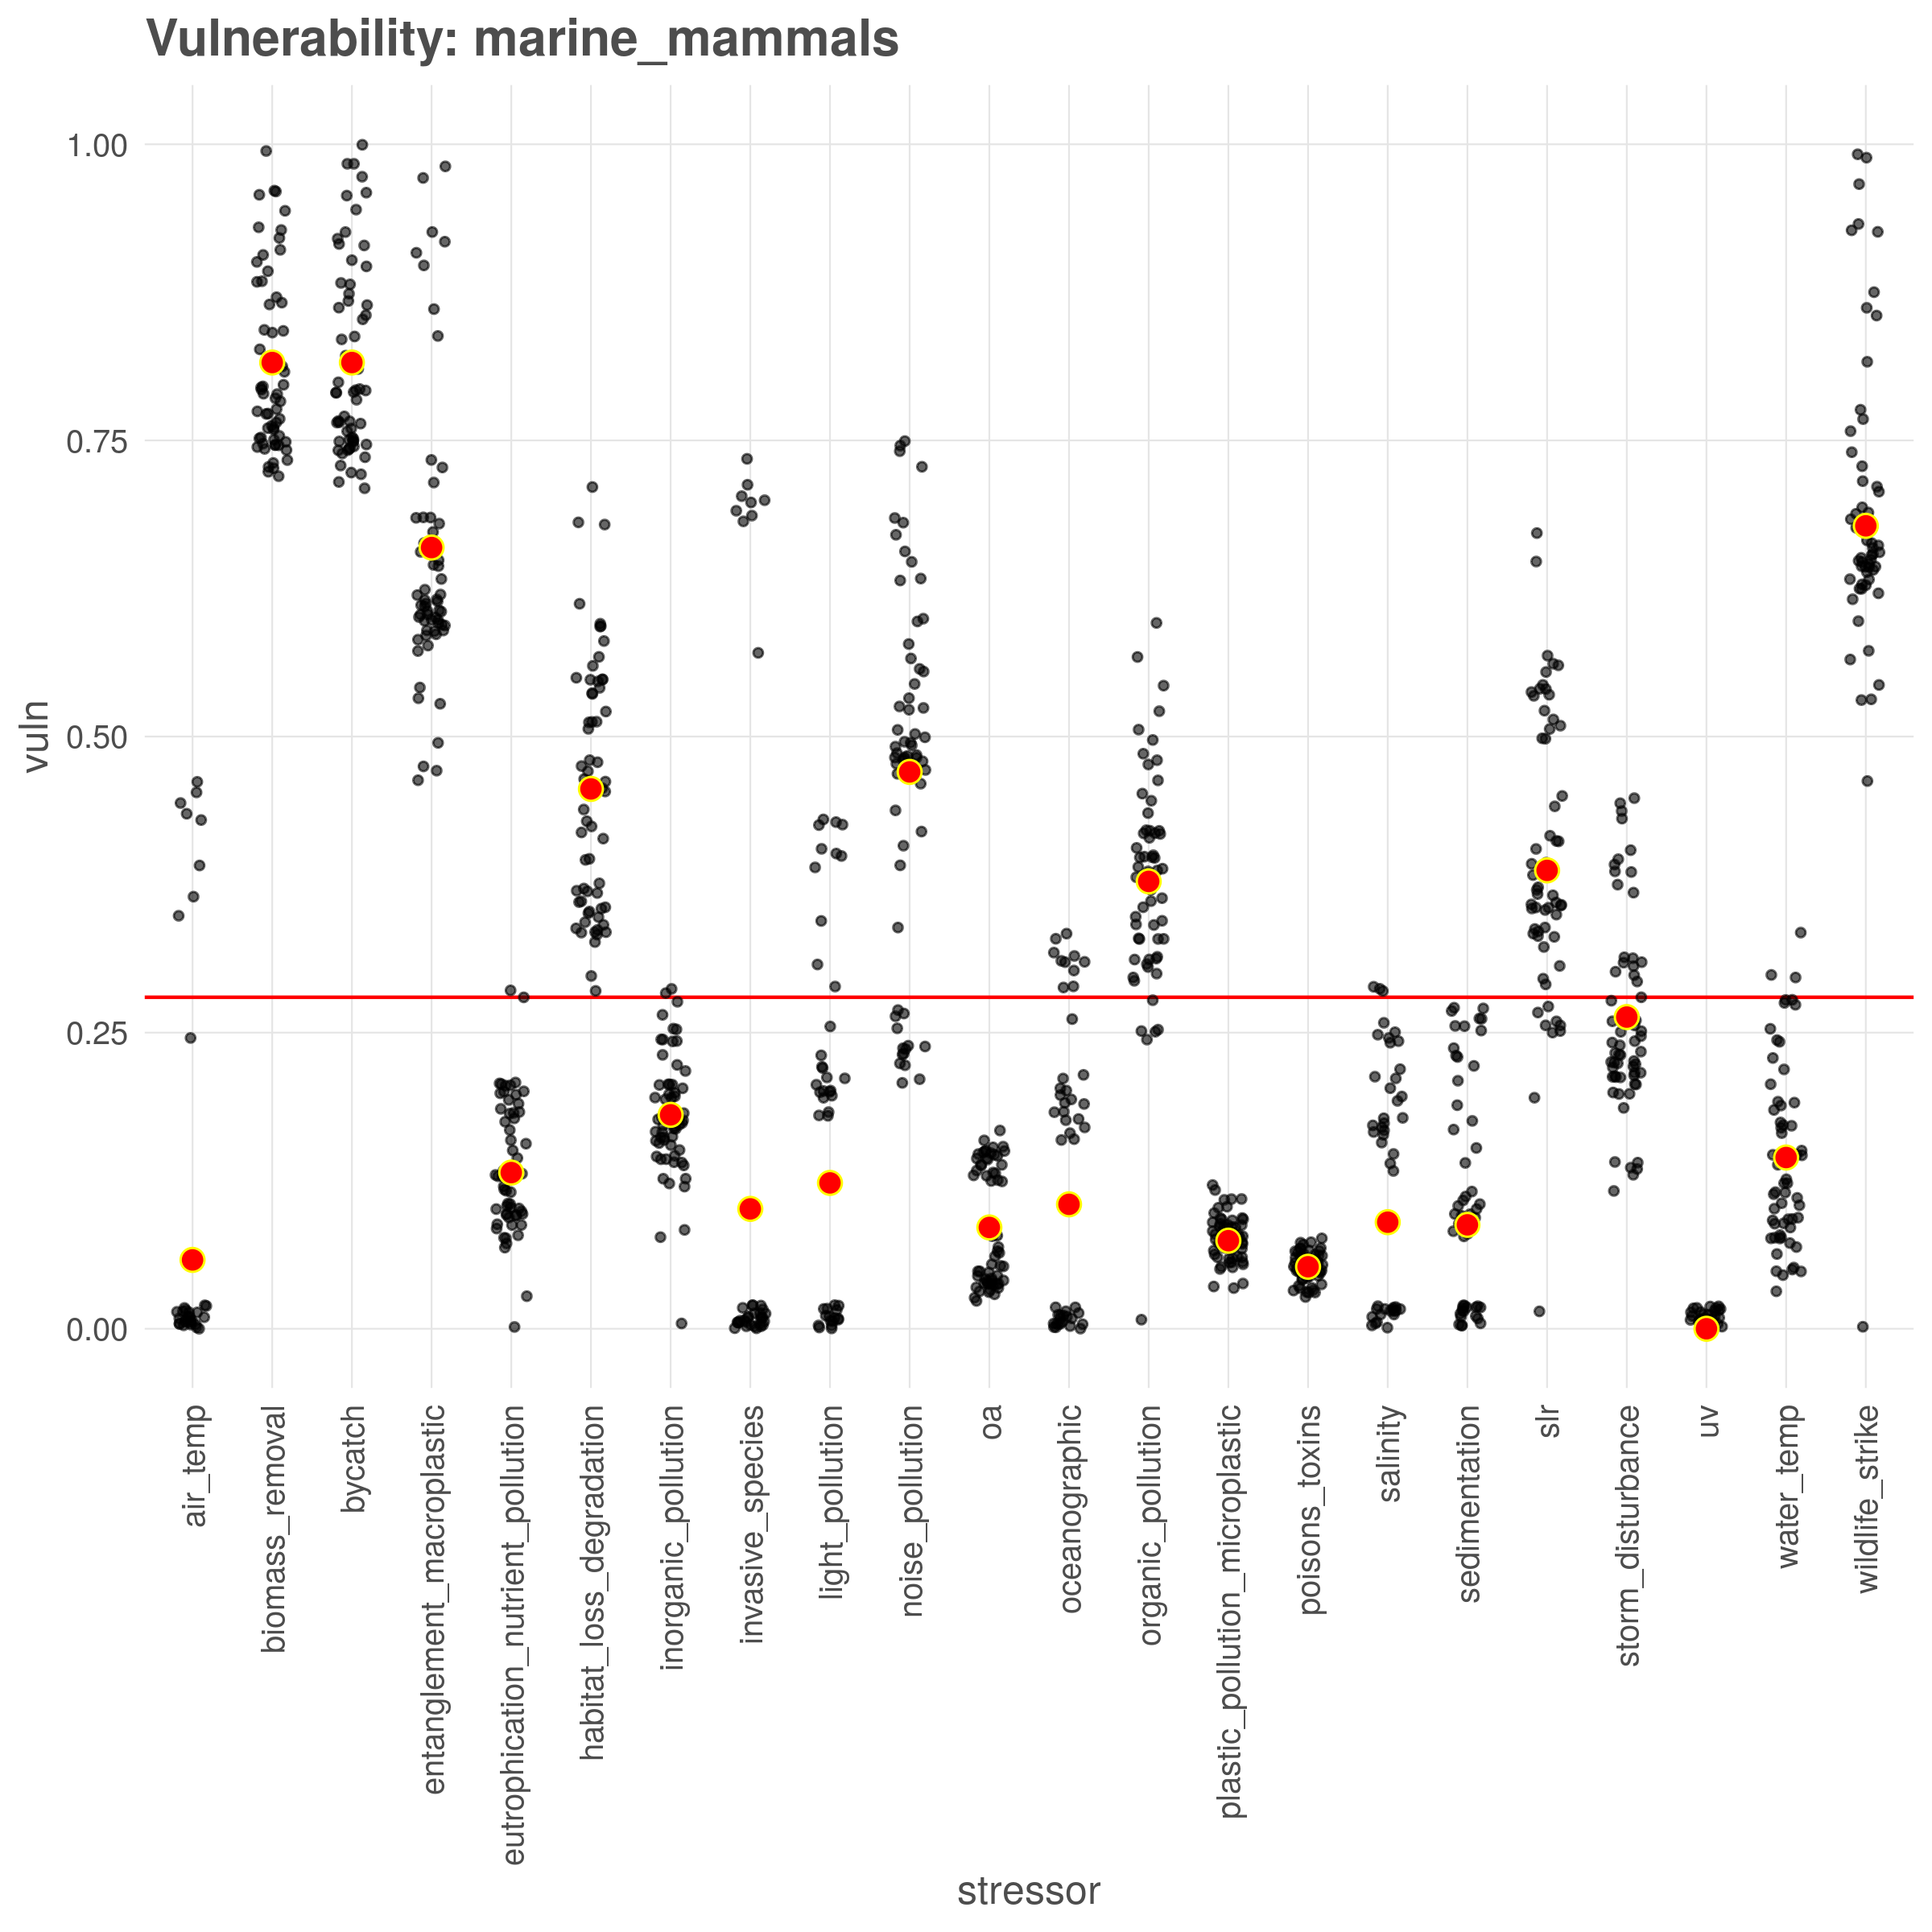 Vulnerability: marine_mammals
vuln
1.00
0.75
0.50
0.25
0.00
air_temp
biomass_removal
bycatch
entanglement_macroplastic
eutrophication_nutrient_pollution
habitat_loss_degradation
inorganic_pollution
invasive_species
light_pollution
noise_pollution
oa
oceanographic
organic_pollution
plastic_pollution_microplastic
poisons_toxins
salinity
sedimentation
slr
storm_disturbance
uv
water_temp
wildlife_strike
stressor